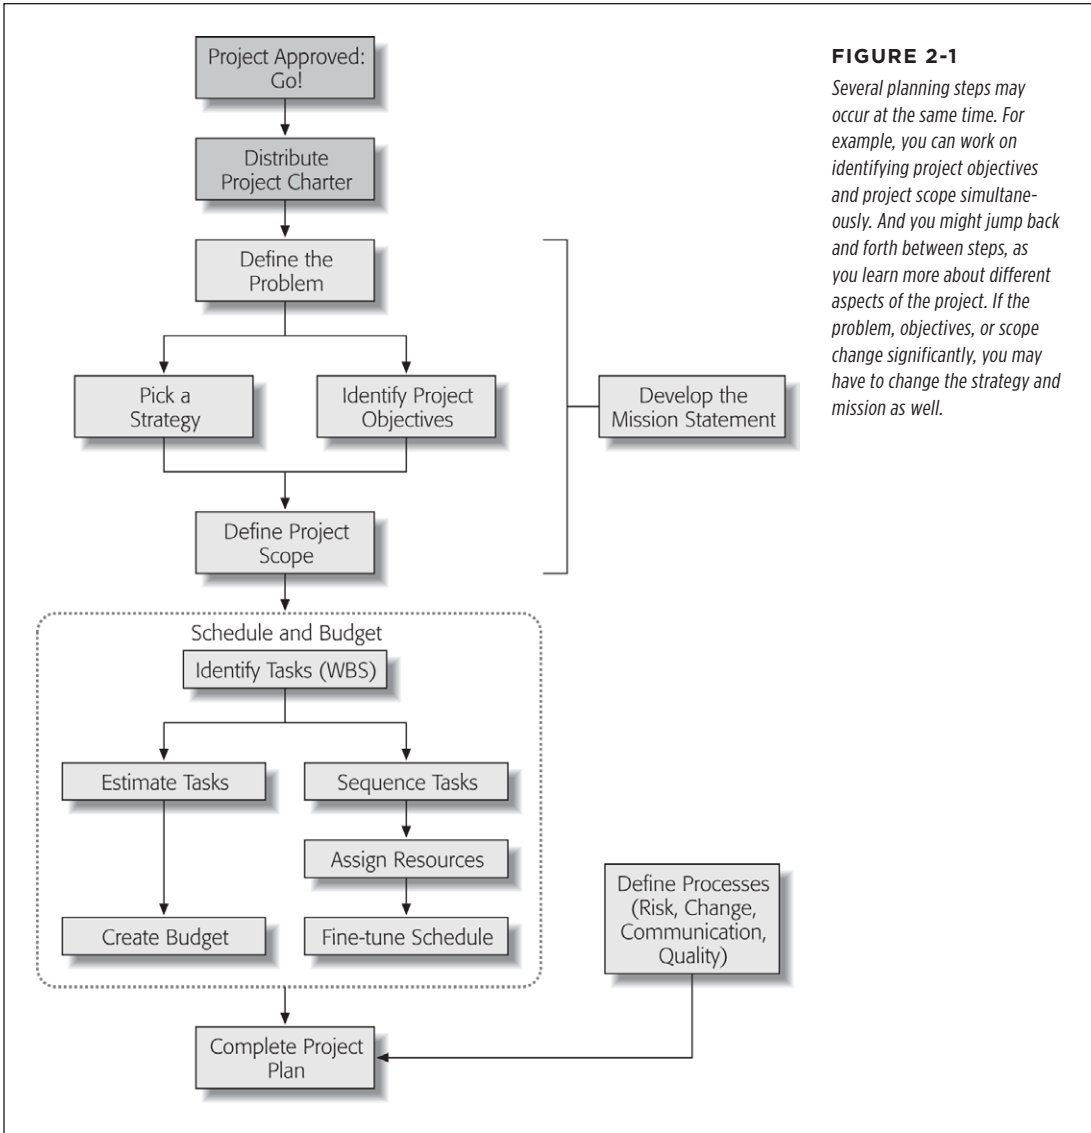 Project Approved:
Go!
Distribute
Project Charter
Define the
Problem
Pick a
Strategy
Identify Project
Objectives
Develop the
Mission Statement
Define Project
Scope
Schedule and Budget
Identify Tasks (WBS)
Estimate Tasks
Sequence Tasks
Assign Resources
Create Budget
Fine-tune Schedule
Define Processes
(Risk, Change,
Communication,
Quality)
Complete Project
Plan
FIGURE 2-1
Several planning steps may
occur at the same time. For
example, you can work on
identifying project objectives
and project scope simultane-
ously. And you might jump back
and forth between steps, as
you learn more about different
aspects of the project. If the
problem, objectives, or scope
change significantly, you may
have to change the strategy and
mission as well.